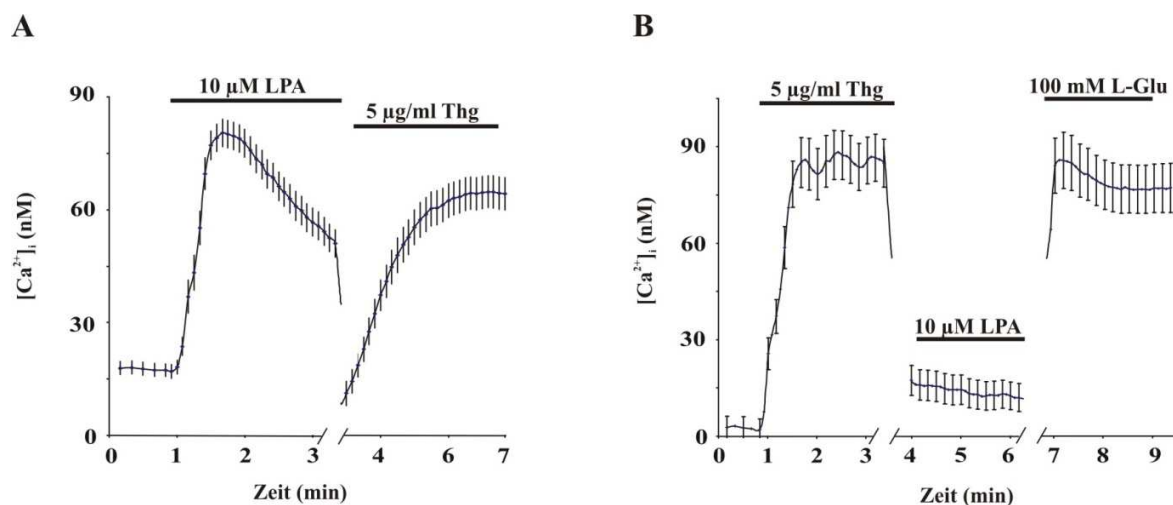 A
10 µM LPA
5 µg/ml Thg
90
60
30
0
[Ca²⁺]ᵢ (nM)
0 1 2 3 4 5 6 7
Zeit (min)
B
5 µg/ml Thg
100 mM L-Glu
10 µM LPA
90
60
30
0
[Ca²⁺]ᵢ (nM)
0 1 2 3 4 5 6 7 8 9
Zeit (min)